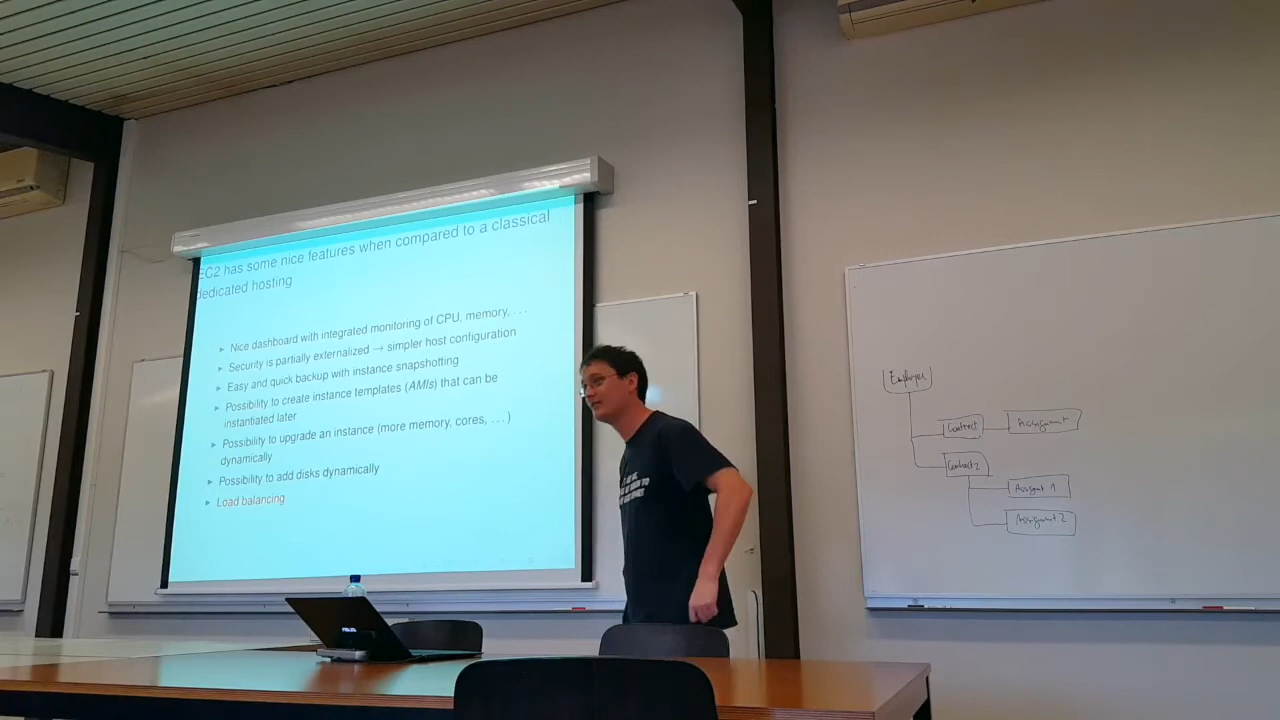 EC2 has some nice features when compared to a classical
dedicated hosting
Nice dashboard with integrated monitoring of CPU, memory, . . .
Security is partially externalized → simpler host configuration
Easy and quick backup with instance snapshotting
Possibility to create instance templates (AMIs) that can be
instantiated later
Possibility to upgrade an instance (more memory, cores, . . . )
dynamically
Possibility to add disks dynamically
Load balancing
ASUS
Employee
Contract
Assignment
Contract 2
Assignt 1
Assignment 2